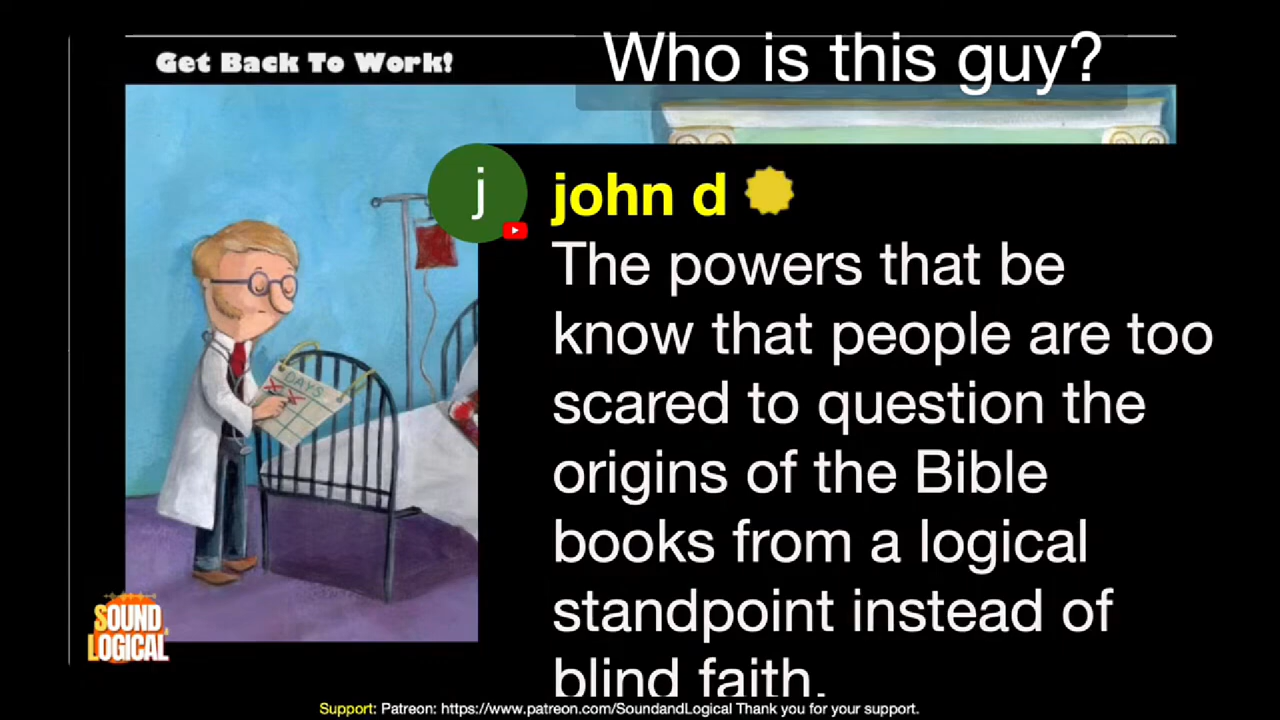 Get Back To Work!
Who is this guy?
j
john d
The powers that be
know that people are too
scared to question the
origins of the Bible
books from a logical
standpoint instead of
blind faith.
DAYS
SOUND
LOGICAL
Support: Patreon: https://www.patreon.com/SoundandLogical Thank you for your support.